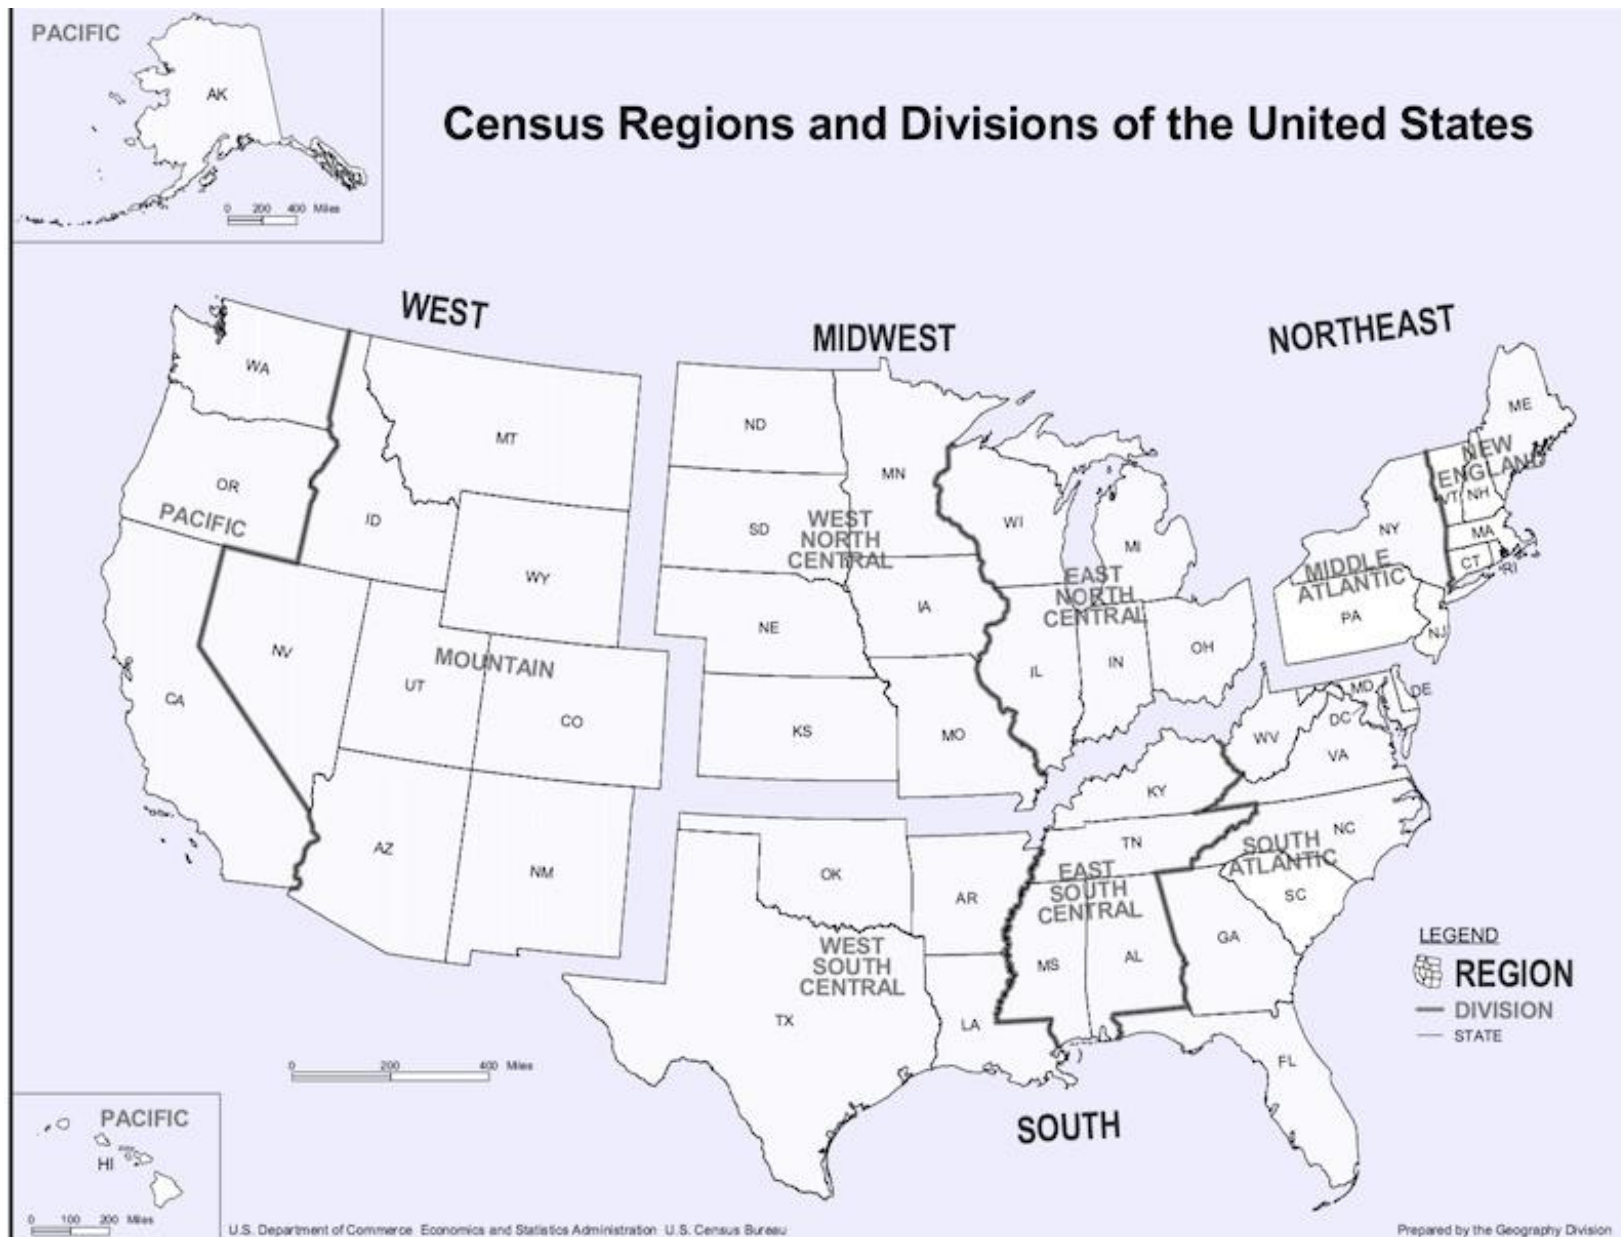 PACIFIC
AK
0 200 400 Miles
Census Regions and Divisions of the United States
WEST
MIDWEST
NORTHEAST
WA
MT
OR
PACIFIC
ID
WY
NV
MOUNTAIN
UT
CA
CO
AZ
NM
ND
MN
SD
WEST
NORTH
CENTRAL
WI
MI
EAST
NORTH
CENTRAL
NE
IA
IL
IN
OH
KS
MO
ME
NEW
ENGLAND
VT
NH
NY
MA
CT
RI
MIDDLE
ATLANTIC
PA
NJ
MD
DE
DC
WV
VA
KY
TN
NC
SOUTH
ATLANTIC
SC
EAST
SOUTH
CENTRAL
OK
AR
GA
MS
AL
WEST
SOUTH
CENTRAL
TX
LA
FL
LEGEND
REGION
DIVISION
STATE
0 200 400 Miles
SOUTH
PACIFIC
HI
0 100 200 Miles
U.S. Department of Commerce Economics and Statistics Administration U.S. Census Bureau
Prepared by the Geography Division